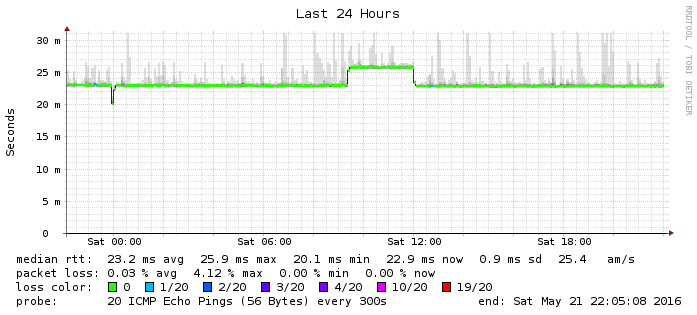 Last 24 Hours
RRDTOOL / TOBI OETIKER
Seconds
30 m
25 m
20 m
15 m
10 m
5 m
0
Sat 00:00 Sat 06:00 Sat 12:00 Sat 18:00
median rtt: 23.2 ms avg 25.9 ms max 20.1 ms min 22.9 ms now 0.9 ms sd 25.4 am/s
packet loss: 0.03 % avg 4.12 % max 0.00 % min 0.00 % now
loss color: 0 1/20 2/20 3/20 4/20 10/20 19/20
probe: 20 ICMP Echo Pings (56 Bytes) every 300s end: Sat May 21 22:05:08 2016